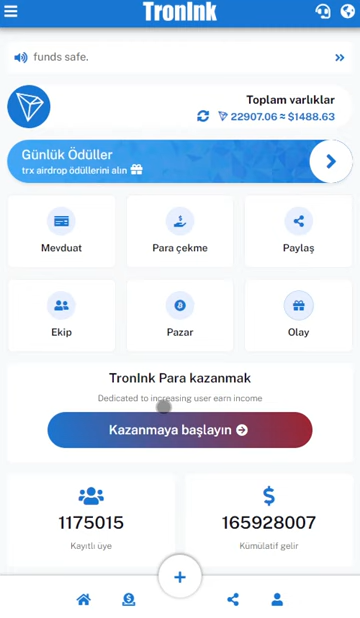 TronInk
funds safe.
Toplam varlıklar
22907.06 ≈ $1488.63
Günlük Ödüller
trx airdrop ödüllerini alın
Mevduat
Para çekme
Paylaş
Ekip
Pazar
Olay
TronInk Para kazanmak
Dedicated to increasing user earn income
Kazanmaya başlayın
1175015
165928007
Kayıtlı üye
Kümülatif gelir